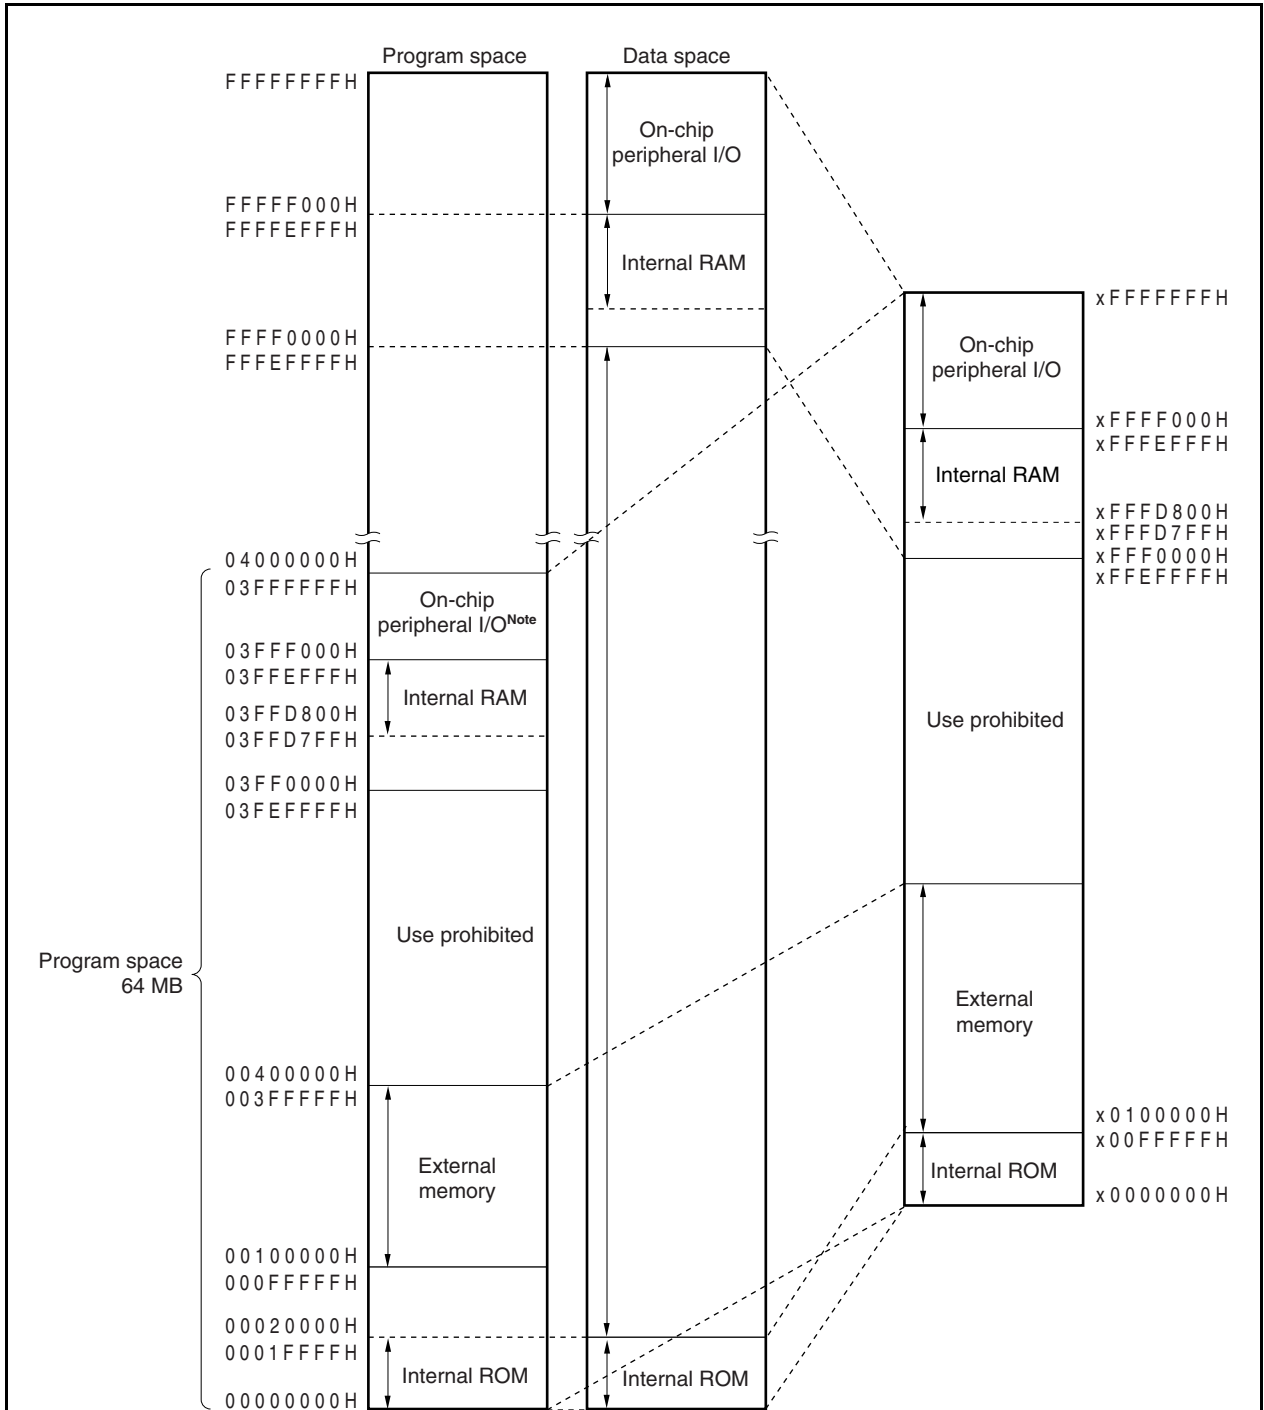 Program space
Data space
FFFFFFFFH
On-chip
peripheral I/O
FFFFF000H
FFFFEFFFH
Internal RAM
FFFF0000H
FFFEFFFFH
xFFFFFFFH
On-chip
peripheral I/O
xFFFF000H
xFFFEFFFH
Internal RAM
xFFFD800H
xFFFD7FFH
xFFF0000H
xFFEFFFFH
04000000H
03FFFFFFH
On-chip
peripheral I/ONote
03FFF000H
03FFEFFFH
Internal RAM
03FFD800H
03FFD7FFH
03FF0000H
03FEFFFFH
Use prohibited
Use prohibited
Program space
64 MB
External
memory
00400000H
003FFFFFH
x0100000H
x00FFFFFH
Internal ROM
x0000000H
External
memory
00100000H
000FFFFFH
00020000H
0001FFFFH
Internal ROM
Internal ROM
00000000H